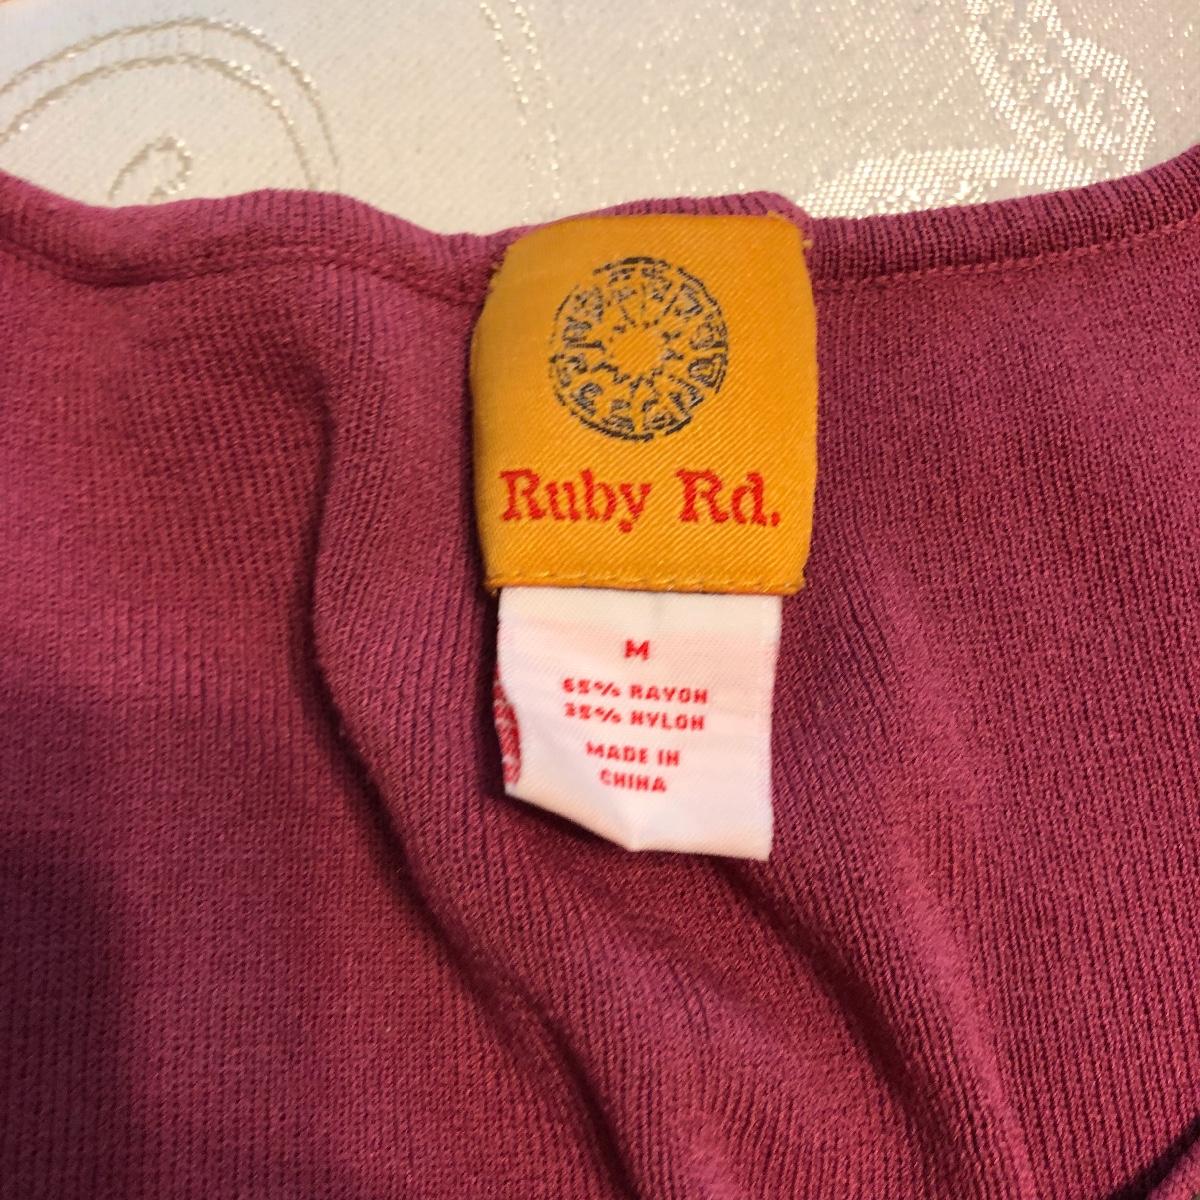 Ruby Rd.
M
65% RAYON
35% NYLON
MADE IN
CHINA